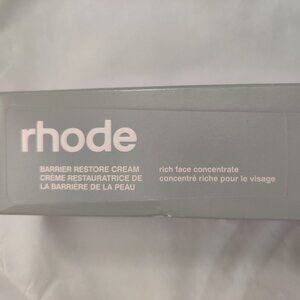 rhode
BARRIER RESTORE CREAM
CRÈME RESTAURATRICE DE
LA BARRIÈRE DE LA PEAU
rich face concentrate
concentré riche pour le visage